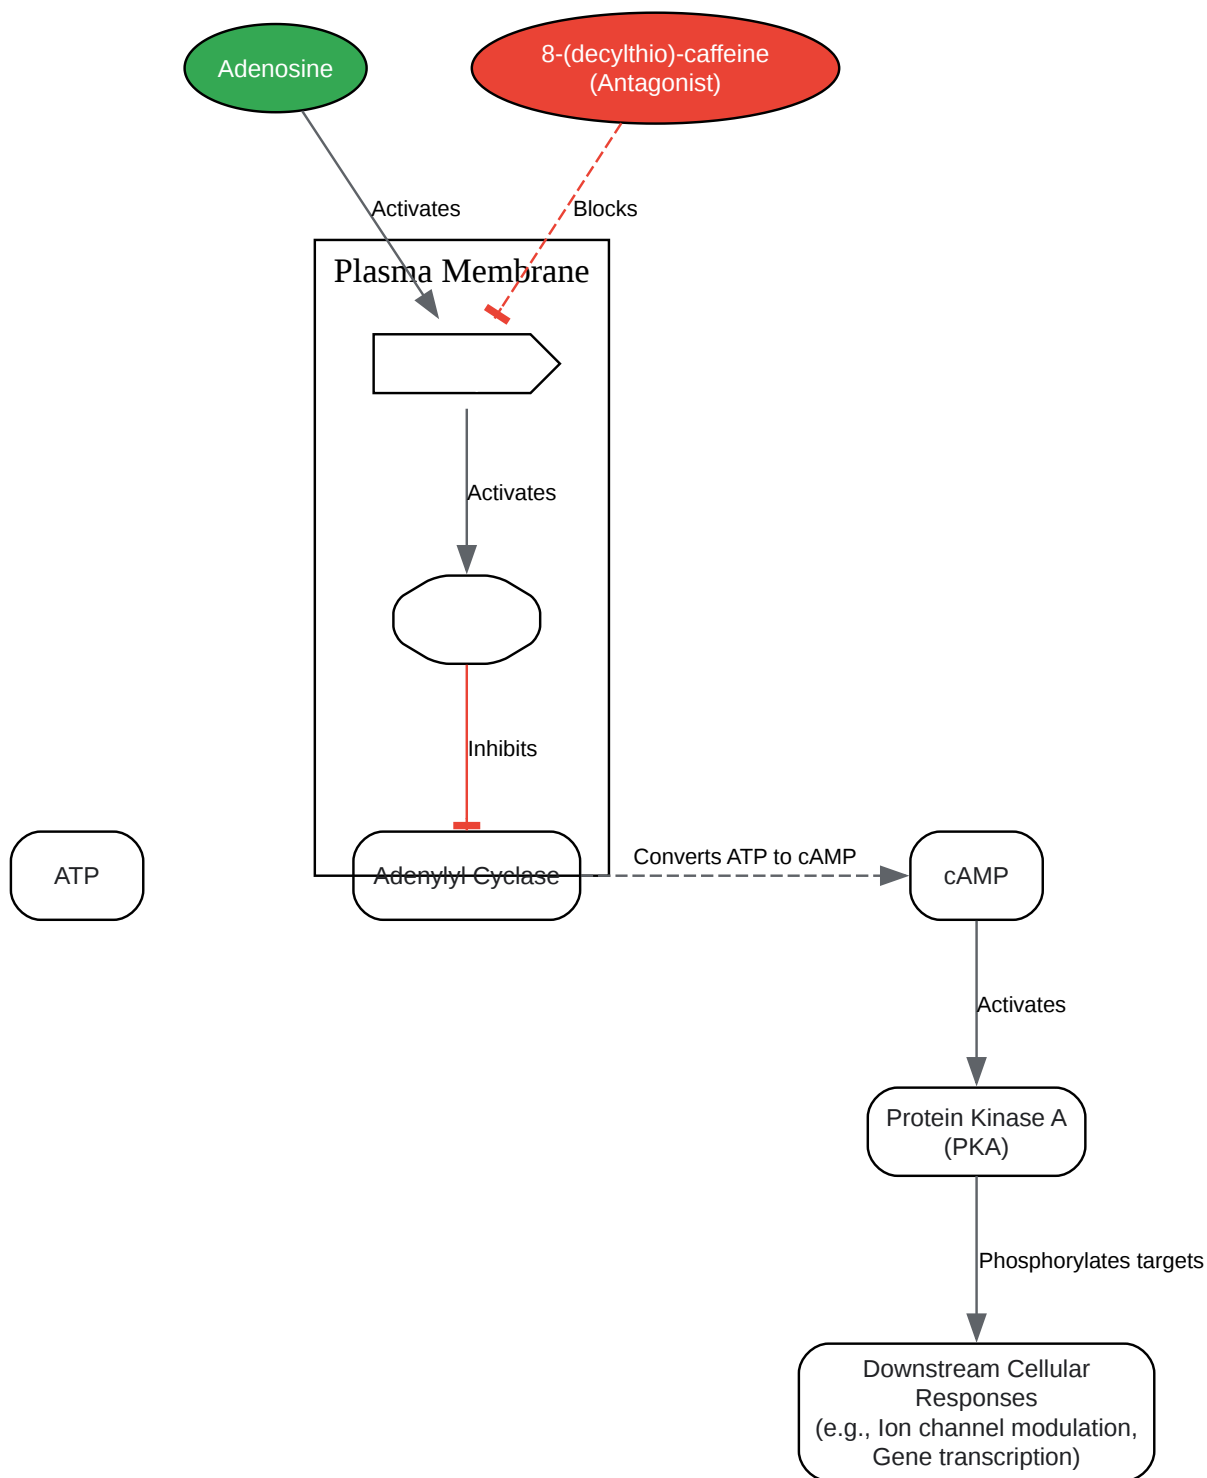 Adenosine
8-(decylthio)-caffeine
(Antagonist)
Activates
Blocks
Plasma Membrane
Activates
Inhibits
ATP
Adenylyl Cyclase
Converts ATP to cAMP
cAMP
Activates
Protein Kinase A
(PKA)
Phosphorylates targets
Downstream Cellular
Responses
(e.g., Ion channel modulation,
Gene transcription)